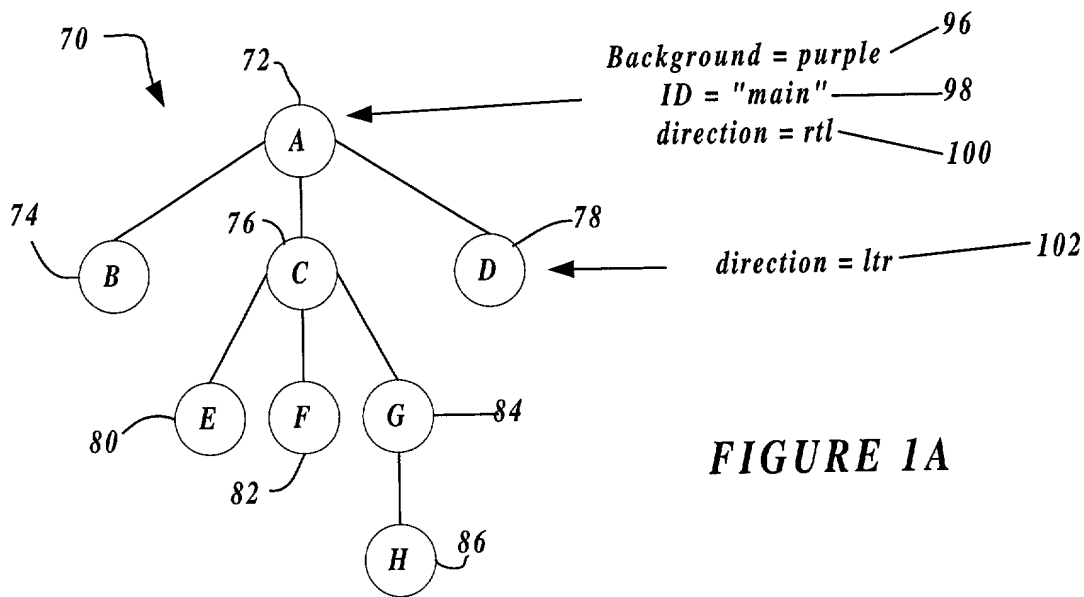 70
72
A
Background = purple
96
ID = "main"
98
direction = rtl
100
74
B
76
C
78
D
direction = ltr
102
80
E
F
82
G
84
H
86
FIGURE 1A